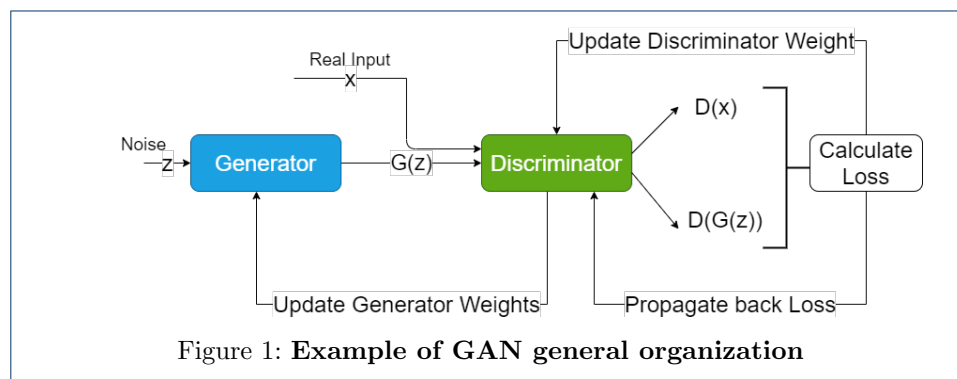 Update Discriminator Weight
Real Input
x
D(x)
Noise
z
Generator
G(z)
Discriminator
Calculate
Loss
D(G(z))
Update Generator Weights
Propagate back Loss
Figure 1: Example of GAN general organization